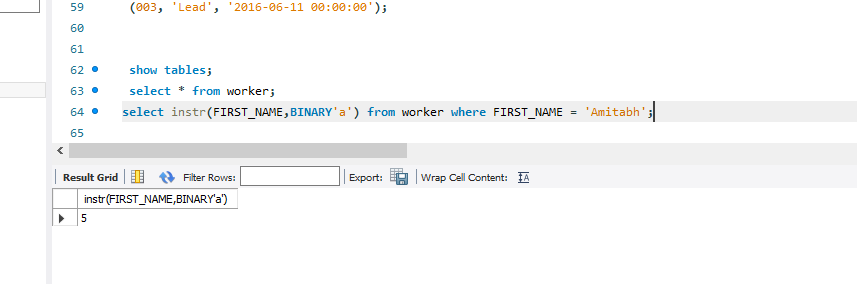 59 (003, 'Lead', '2016-06-11 00:00:00');
60
61
62 show tables;
63 select * from worker;
64 select instr(FIRST_NAME,BINARY'a') from worker where FIRST_NAME = 'Amitabh';
65
Result Grid Filter Rows: Export: Wrap Cell Content:
instr(FIRST_NAME,BINARY'a')
5